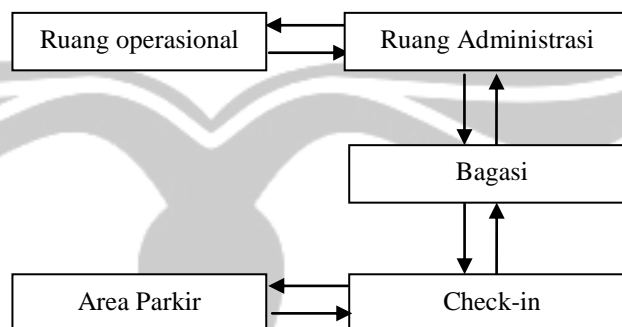 Ruang operasional
Ruang Administrasi
Bagasi
Area Parkir
Check-in